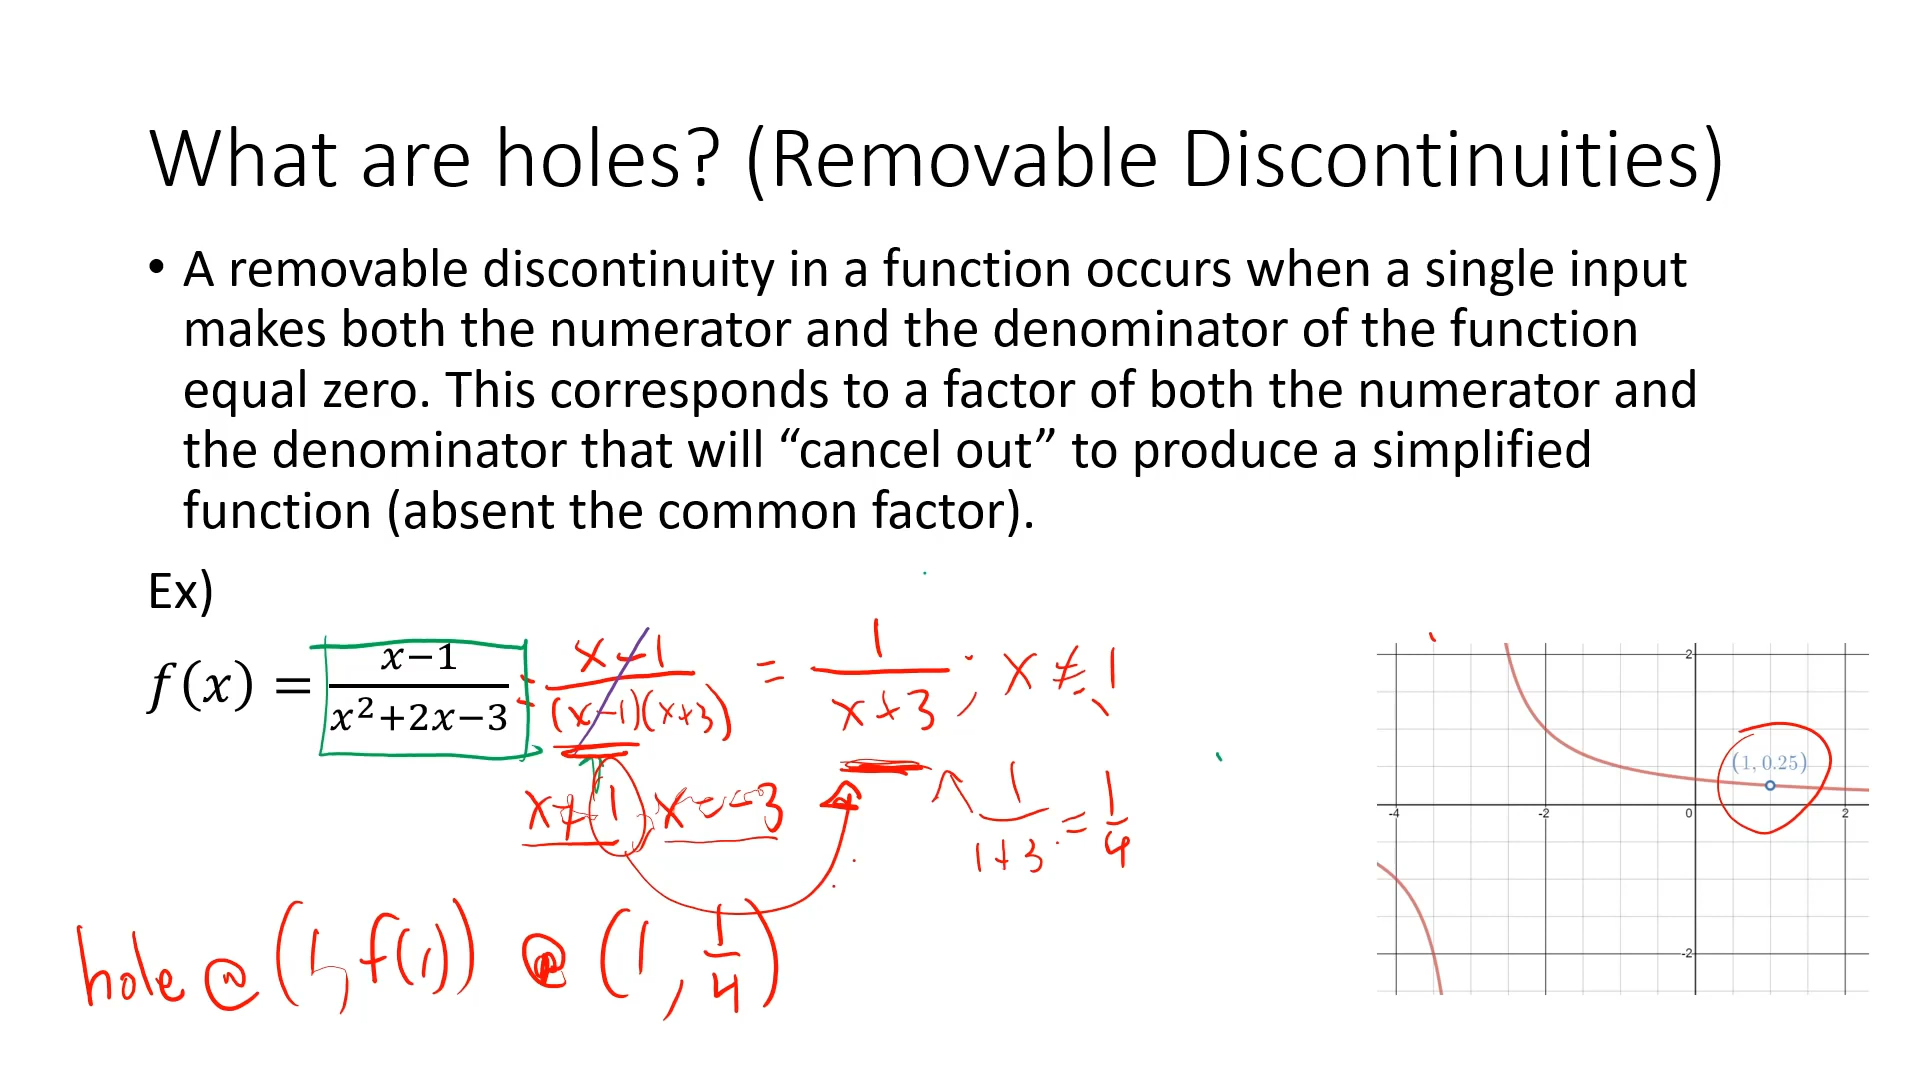 What are holes? (Removable Discontinuities)
• A removable discontinuity in a function occurs when a single input
makes both the numerator and the denominator of the function
equal zero. This corresponds to a factor of both the numerator and
the denominator that will “cancel out” to produce a simplified
function (absent the common factor).
Ex)
f(x) = (x−1)/(x²+2x−3) = (x-1)/((x-1)(x+3)) = 1/(x+3) ; x ≠ 1
x≠1, x=-3
1/(1+3) = 1/4
hole @ (1, f(1)) @ (1, 1/4)
2
(1, 0.25)
-4 -2 0 2
-2